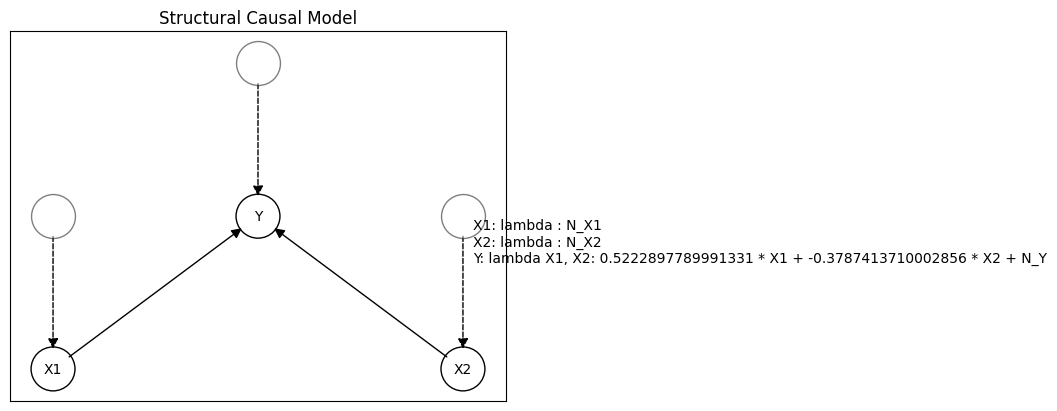 Structural Causal Model
Y
X1: lambda : N_X1
X2: lambda : N_X2
Y: lambda X1, X2: 0.5222897789991331 * X1 + -0.3787413710002856 * X2 + N_Y
X1
X2